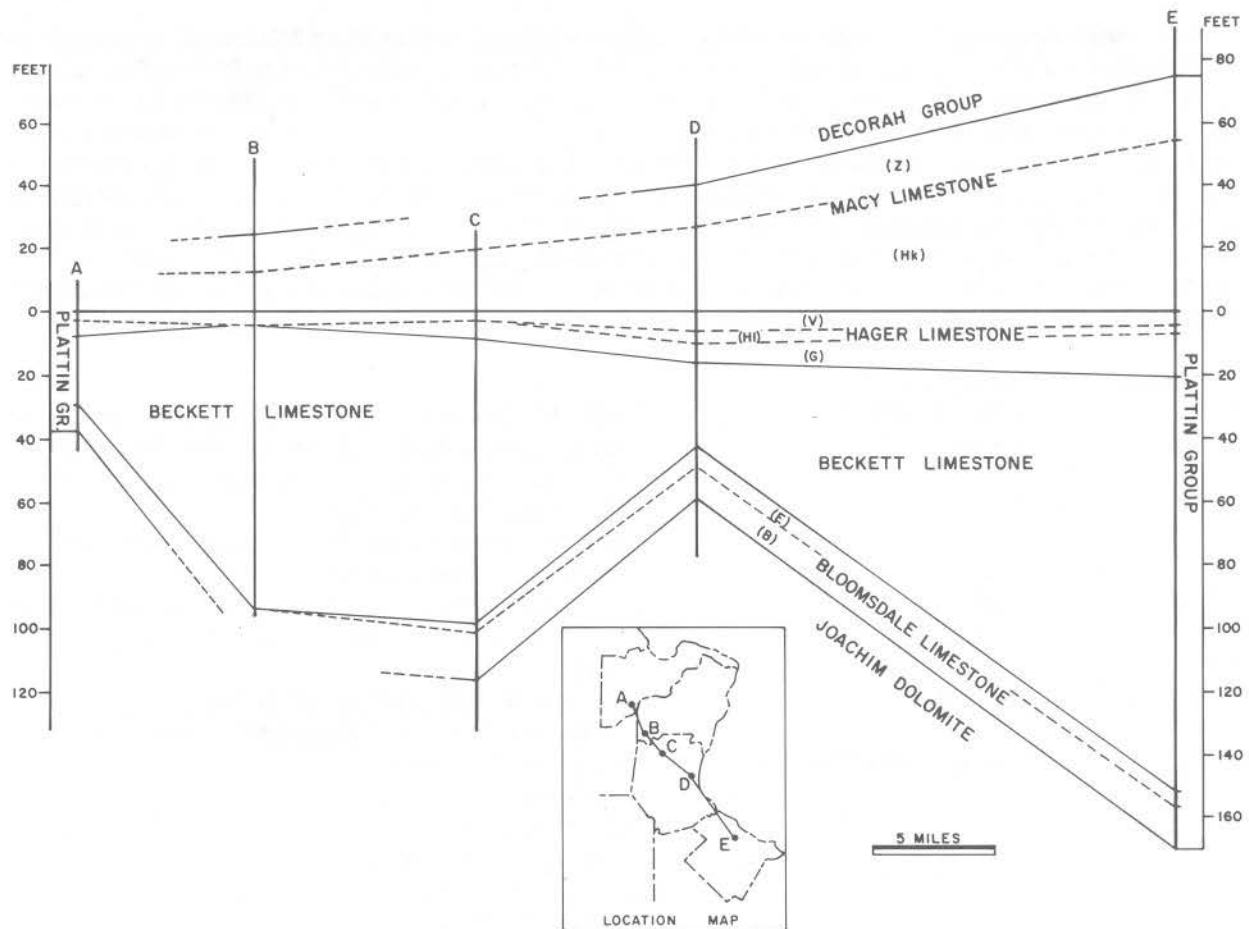 E
FEET
FEET
80
60
DECORAH GROUP
D
60
B
(Z)
40
MACY LIMESTONE
40
C
20
(Hk)
20
A
0
0
(V)
(Hl)
HAGER LIMESTONE
(G)
20
20
PLATTIN GR.
BECKETT LIMESTONE
40
40
BECKETT LIMESTONE
PLATTIN GROUP
60
60
(F)
(B)
80
80
BLOOMSDALE LIMESTONE
100
100
JOACHIM DOLOMITE
120
120
A
B
C
D
E
140
160
5 MILES
LOCATION MAP